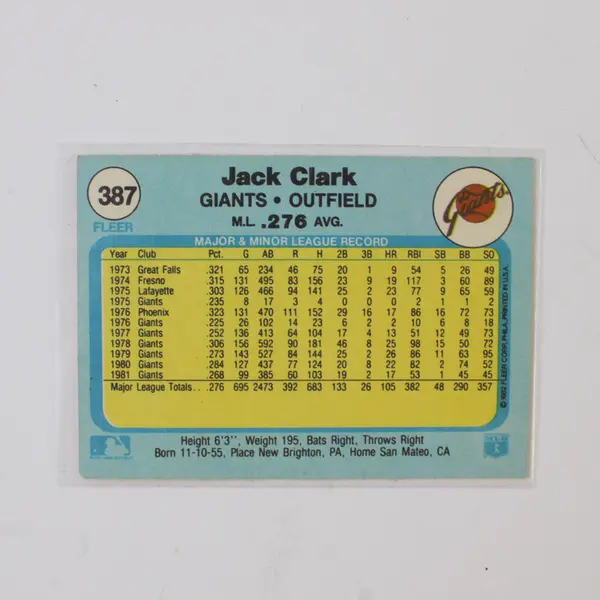 387
FLEER
Jack Clark
GIANTS • OUTFIELD
M.L .276 AVG.
Giants
MAJOR & MINOR LEAGUE RECORD
Year Club Pct. G AB R H 2B 3B HR RBI SB BB SO
1973 Great Falls .321 65 234 46 75 20 1 9 54 5 26 49
1974 Fresno .315 131 495 83 156 23 9 19 117 3 60 89
1975 Lafayette .303 126 466 94 141 25 2 23 77 9 65 59
1975 Giants .235 8 17 3 4 0 0 0 2 1 1 2
1976 Phoenix .323 131 470 111 152 29 16 17 86 16 72 73
1976 Giants .225 26 102 14 23 6 2 2 10 6 8 18
1977 Giants .252 136 413 64 104 17 4 13 51 12 49 73
1978 Giants .306 156 592 90 181 46 8 25 98 15 50 72
1979 Giants .273 143 527 84 144 25 2 26 86 11 63 95
1980 Giants .284 127 437 77 120 20 8 22 82 2 74 52
1981 Giants .268 99 385 60 103 19 2 17 53 1 45 45
Major League Totals . . .276 695 2473 392 683 133 26 105 382 48 290 357
© 1982 FLEER CORP. PHILA. PRINTED IN U.S.A.
Height 6'3'', Weight 195, Bats Right, Throws Right
Born 11-10-55, Place New Brighton, PA, Home San Mateo, CA